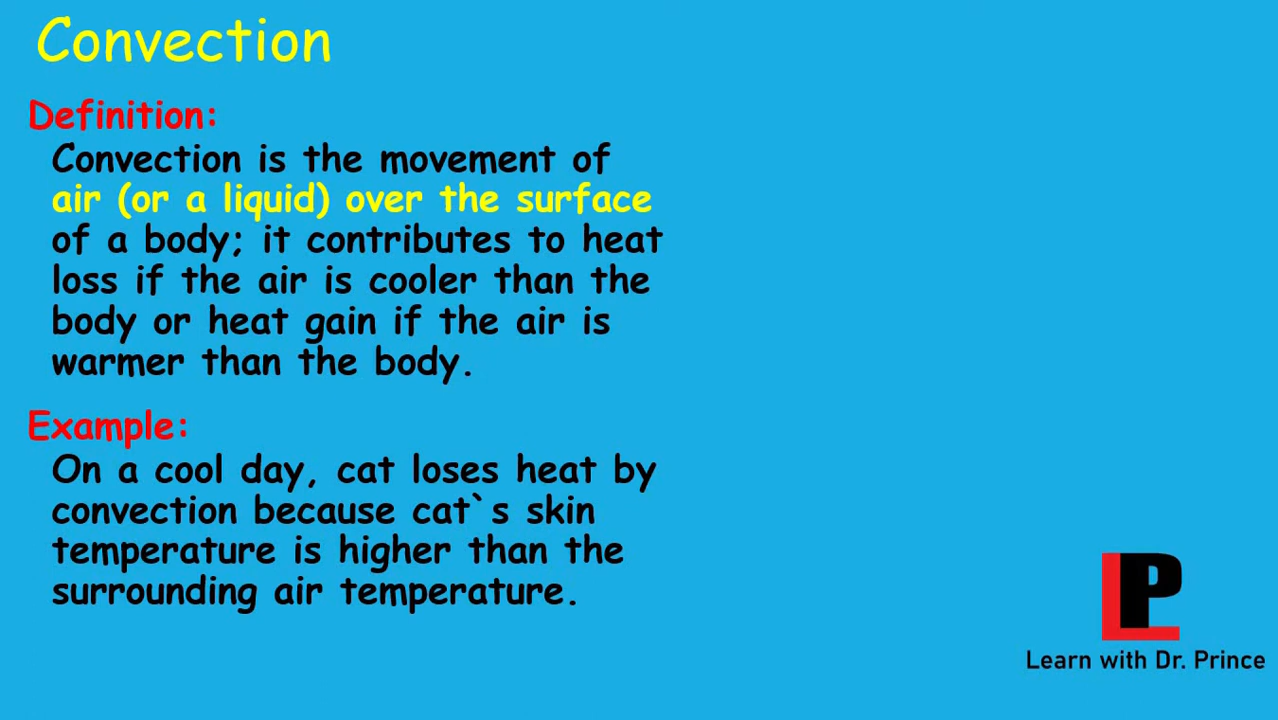 Convection
Definition:
Convection is the movement of
air (or a liquid) over the surface
of a body; it contributes to heat
loss if the air is cooler than the
body or heat gain if the air is
warmer than the body.
Example:
On a cool day, cat loses heat by
convection because cat`s skin
temperature is higher than the
surrounding air temperature.
LP
Learn with Dr. Prince